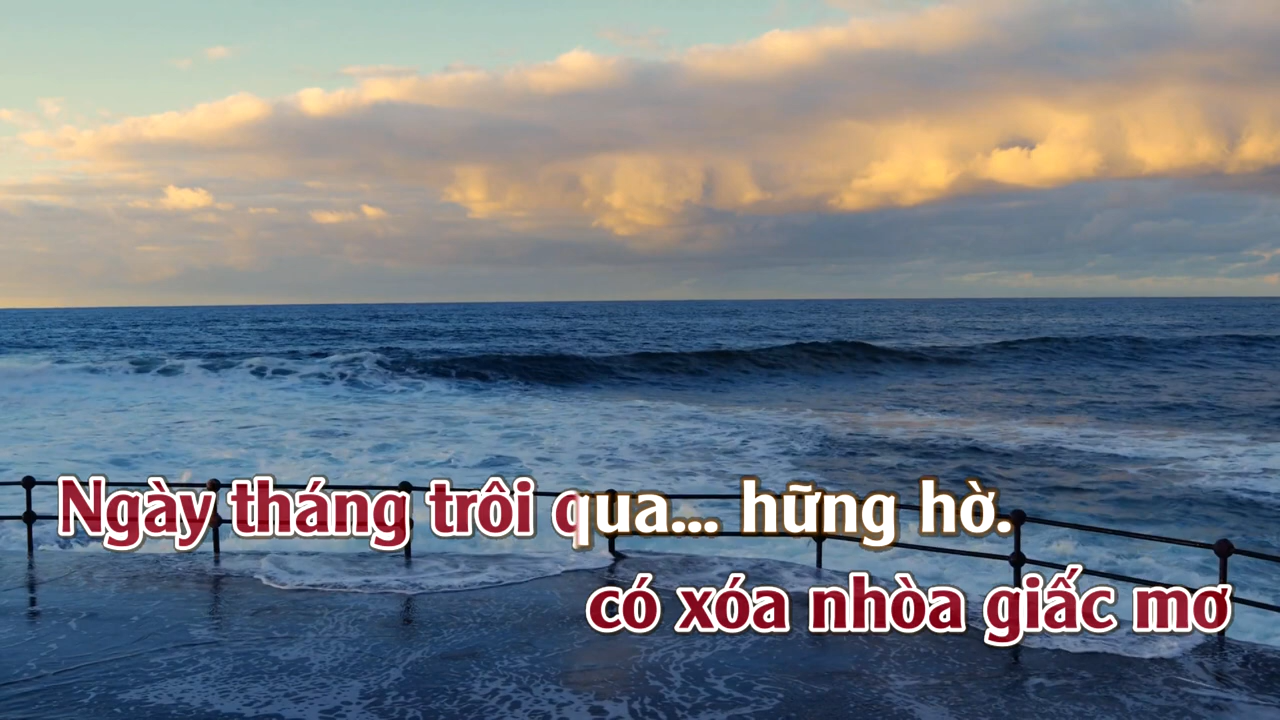 Ngày tháng trôi qua... hững hờ.
có xóa nhòa giấc mơ